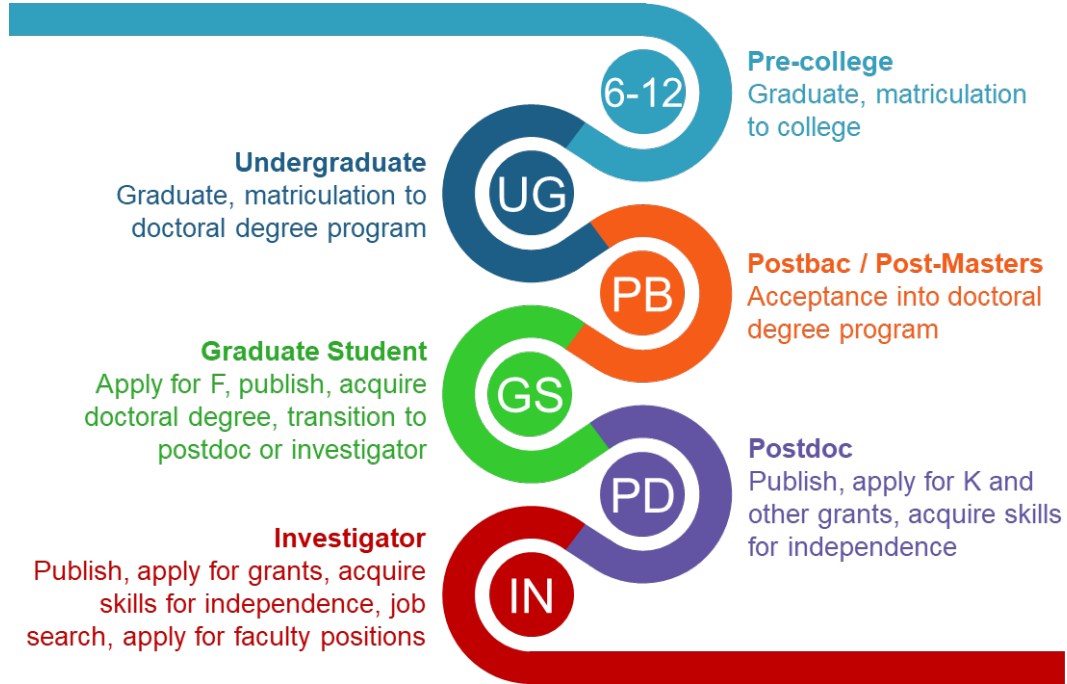 6-12
Pre-college
Graduate, matriculation
to college
UG
Undergraduate
Graduate, matriculation to
doctoral degree program
PB
Postbac / Post-Masters
Acceptance into doctoral
degree program
GS
Graduate Student
Apply for F, publish, acquire
doctoral degree, transition to
postdoc or investigator
PD
Postdoc
Publish, apply for K and
other grants, acquire skills
for independence
IN
Investigator
Publish, apply for grants, acquire
skills for independence, job
search, apply for faculty positions